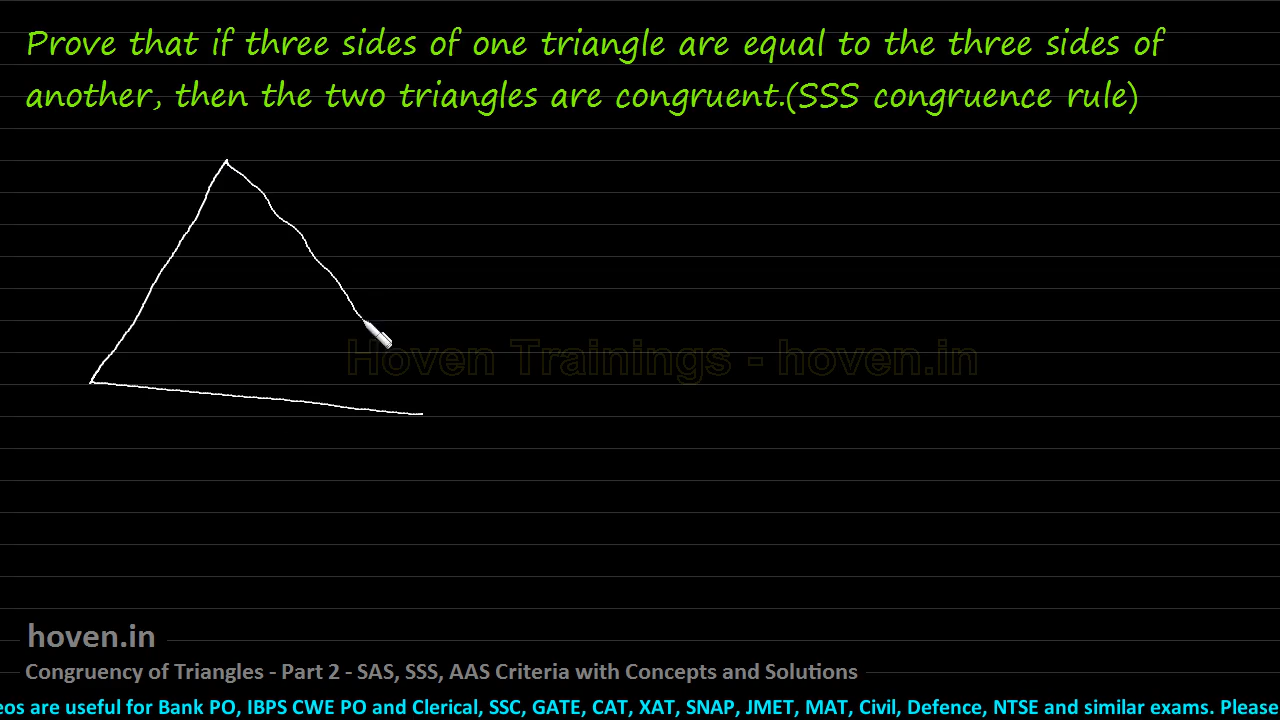 Prove that if three sides of one triangle are equal to the three sides of
another, then the two triangles are congruent.(SSS congruence rule)
Hoven Trainings - hoven.in
hoven.in
Congruency of Triangles - Part 2 - SAS, SSS, AAS Criteria with Concepts and Solutions
eos are useful for Bank PO, IBPS CWE PO and Clerical, SSC, GATE, CAT, XAT, SNAP, JMET, MAT, Civil, Defence, NTSE and similar exams. Please